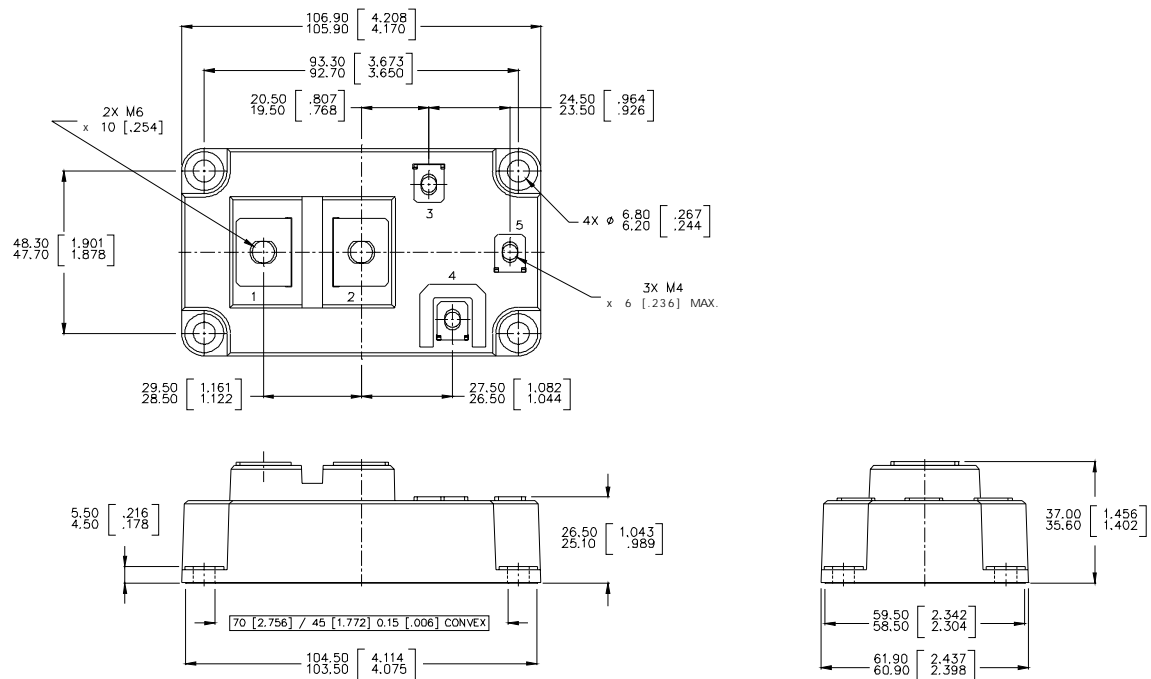 106.90 [ 4.208 ]
105.90 [ 4.170 ]
93.30 [ 3.673 ]
92.70 [ 3.650 ]
20.50 [ .807 ]
19.50 [ .768 ]
24.50 [ .964 ]
23.50 [ .926 ]
2X M6
x 10 [.254]
3
4X ø 6.80 [ .267 ]
6.20 [ .244 ]
5
48.30 [ 1.901 ]
47.70 [ 1.878 ]
4
3X M4
x 6 [.236] MAX.
1
2
29.50 [ 1.161 ]
28.50 [ 1.122 ]
27.50 [ 1.082 ]
26.50 [ 1.044 ]
5.50 [ .216 ]
4.50 [ .178 ]
26.50 [ 1.043 ]
25.10 [ .989 ]
37.00 [ 1.456 ]
35.60 [ 1.402 ]
70 [2.756] / 45 [1.772] 0.15 [.006] CONVEX
59.50 [ 2.342 ]
58.50 [ 2.304 ]
104.50 [ 4.114 ]
103.50 [ 4.075 ]
61.90 [ 2.437 ]
60.90 [ 2.398 ]